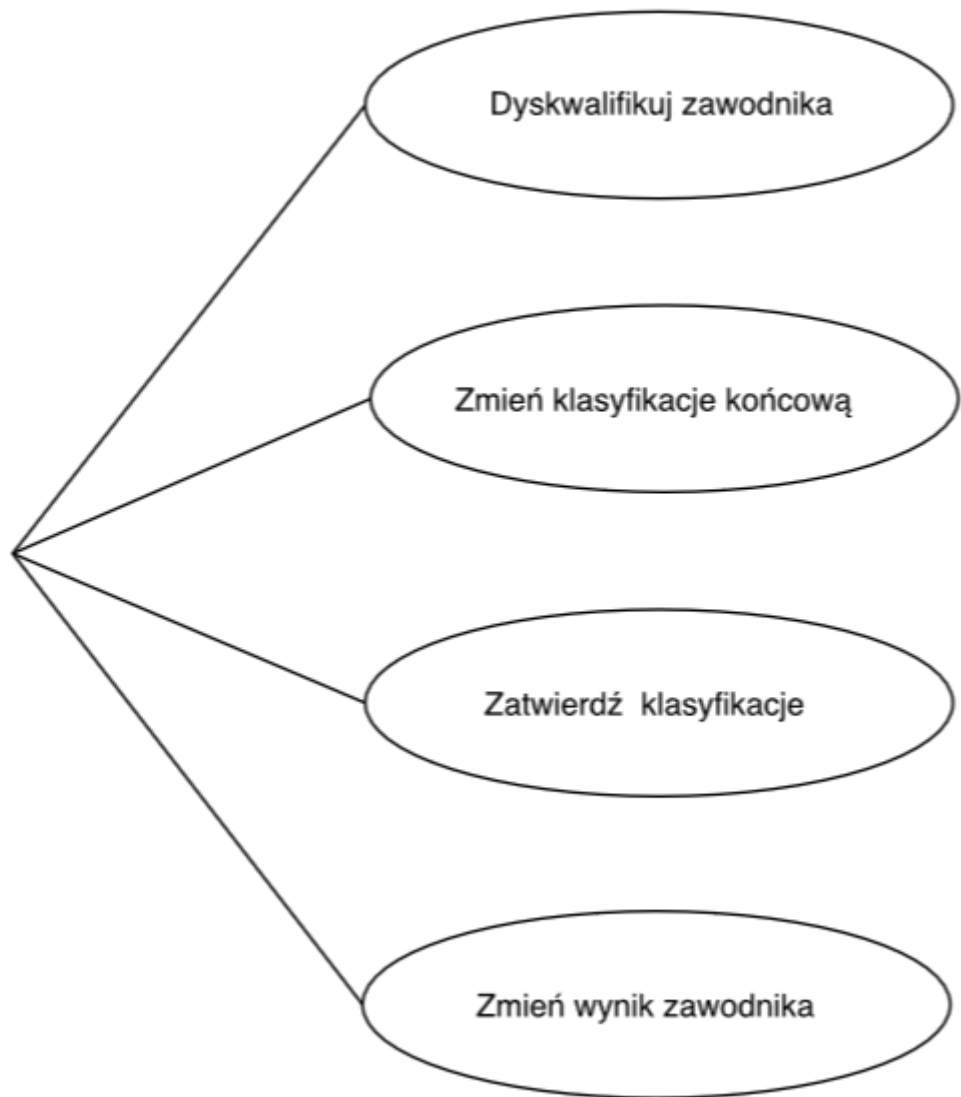 Dyskwalifikuj zawodnika
Zmień klasyfikacje końcową
Zatwierdź  klasyfikacje
Zmień wynik zawodnika